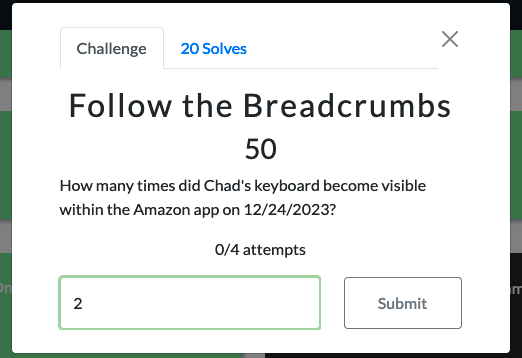 Challenge
20 Solves
Follow the Breadcrumbs
50
How many times did Chad's keyboard become visible
within the Amazon app on 12/24/2023?
0/4 attempts
2
Submit